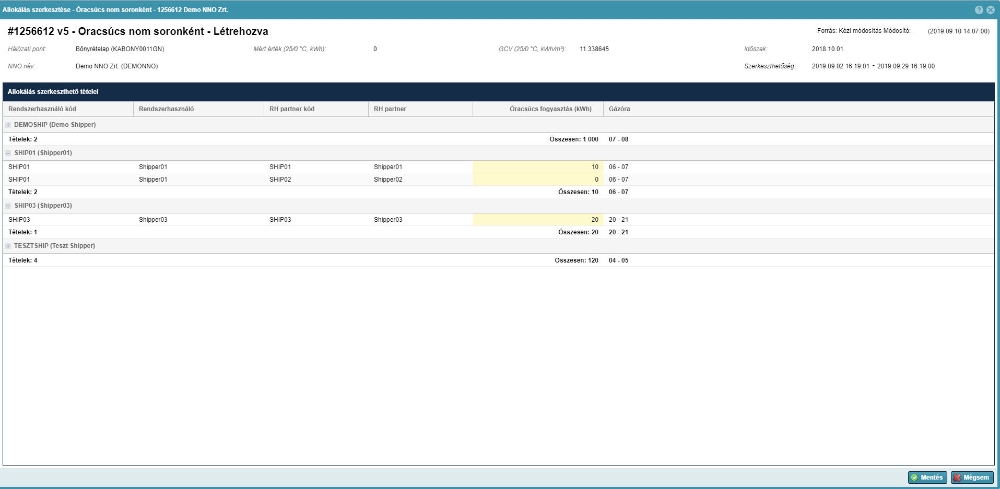 Allokálás szerkesztése - Óracsúcs nom soronként - 1256612 Demo NNO Zrt.
#1256612 v5 - Óracsúcs nom soronként - Létrehozva
Forrás: Kézi módosítás Módosító: (2019.09.10 14:07:00)
Hálózati pont: Bőnyrétalap (KABONY0011GN) Mért érték (25/0 °C, kWh): 0 GCV (25/0 °C, kWh/m³): 11.338645 Időszak: 2018.10.01.
NNO név: Demo NNO Zrt. (DEMONNO) Szerkeszthetőség: 2019.09.02 16:19:01 - 2019.09.29 16:19:00
Allokálás szerkeszthető tételei
Rendszerhasználó kód Rendszerhasználó RH partner kód RH partner Óracsúcs fogyasztás (kWh) Gázóra
DEMOSHIP (Demo Shipper)
Tételek: 2 Összesen: 1 000 07 - 08
SHIP01 (Shipper01)
SHIP01 Shipper01 SHIP01 Shipper01 10 06 - 07
SHIP01 Shipper01 SHIP02 Shipper02 0 06 - 07
Tételek: 2 Összesen: 10 06 - 07
SHIP03 (Shipper03)
SHIP03 Shipper03 SHIP03 Shipper03 20 20 - 21
Tételek: 1 Összesen: 20 20 - 21
TESZTSHIP (Teszt Shipper)
Tételek: 4 Összesen: 120 04 - 05
Mentés Mégsem